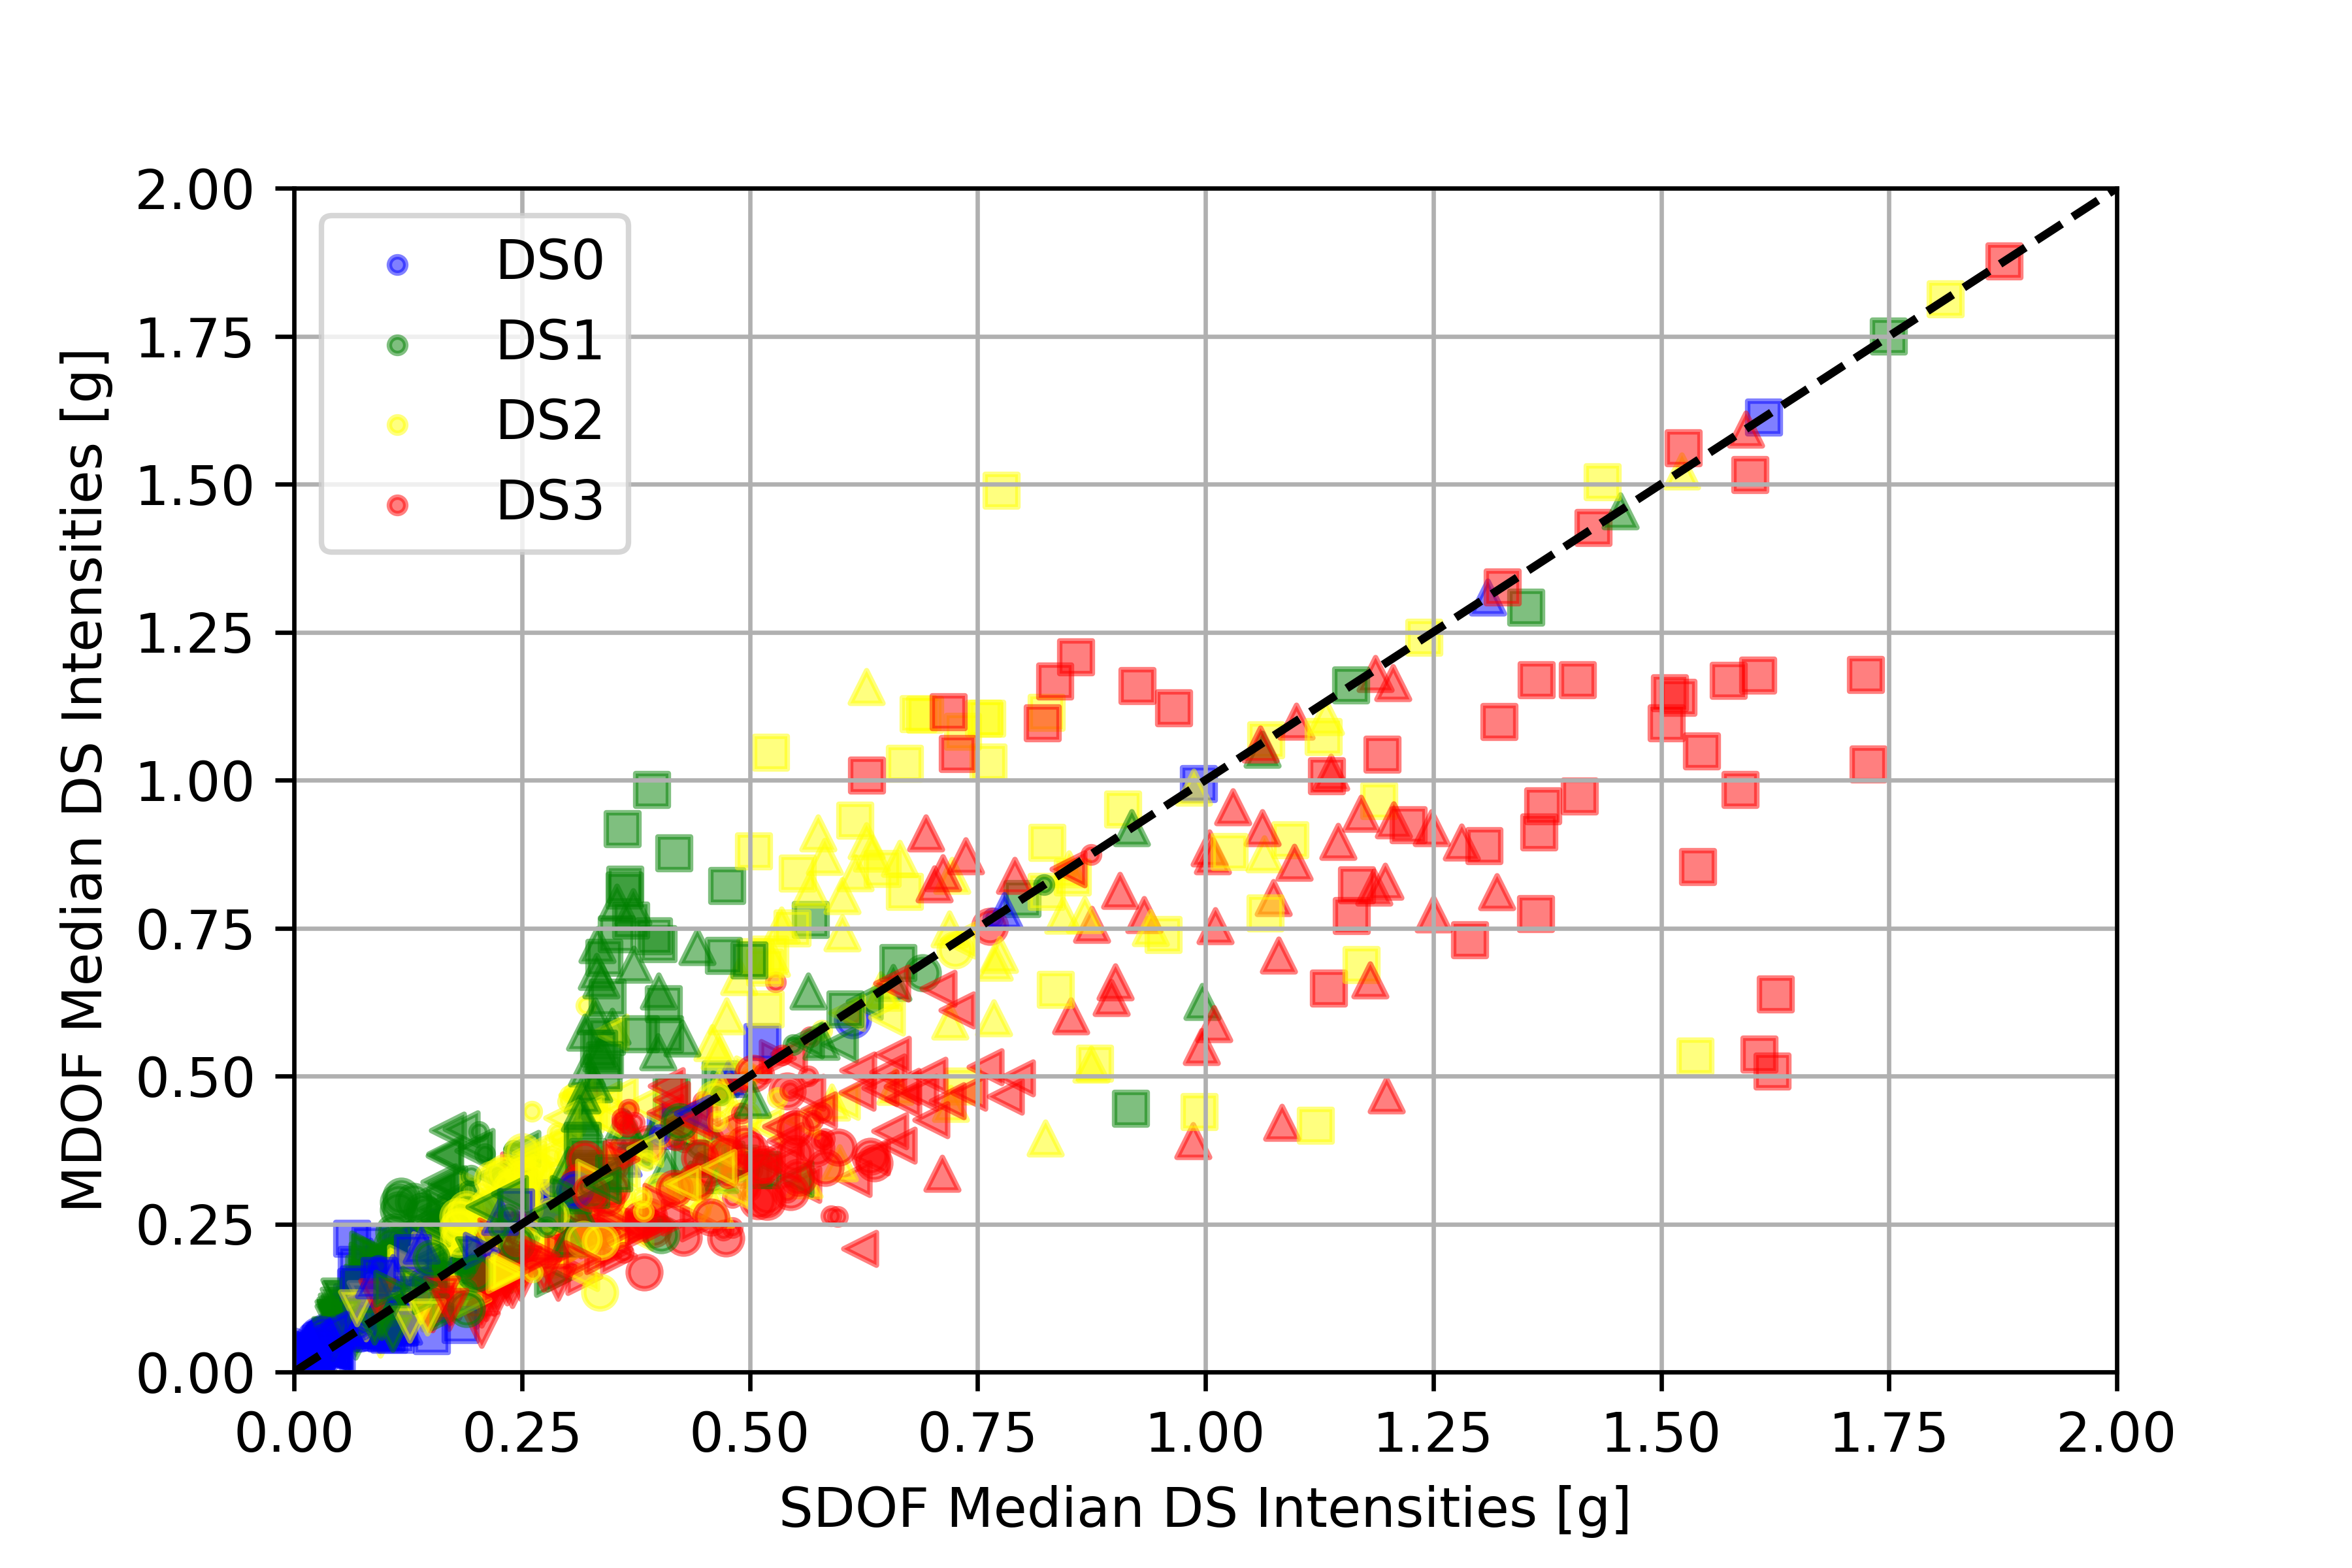 DS0
DS1
DS2
DS3
MDOF Median DS Intensities [g]
2.00
1.75
1.50
1.25
1.00
0.75
0.50
0.25
0.00
0.00 0.25 0.50 0.75 1.00 1.25 1.50 1.75 2.00
SDOF Median DS Intensities [g]